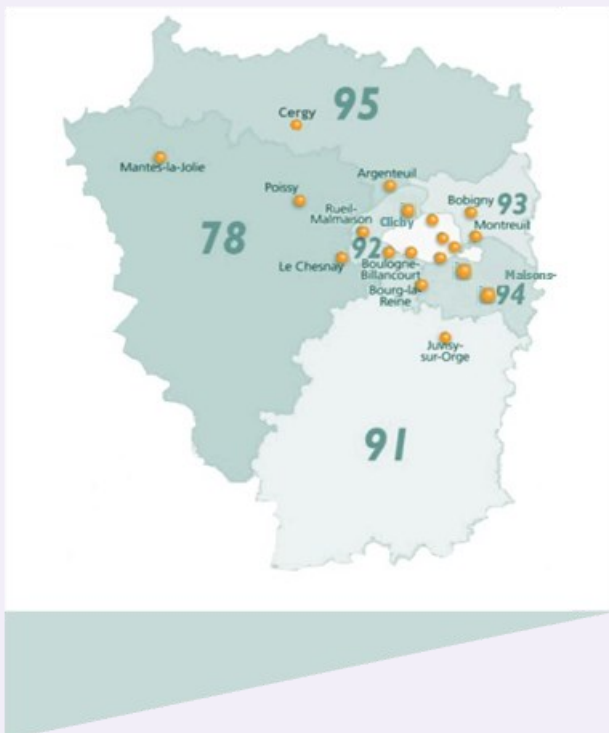 95
Cergy
Mantes-la-Jolie
Argenteuil
Poissy
Bobigny
93
Rueil-
Malmaison
Clichy
Montreuil
78
92
Le Chesnay
Boulogne-
Billancourt
Maisons-
94
Bourg-la-
Reine
Juvisy-
sur-Orge
91